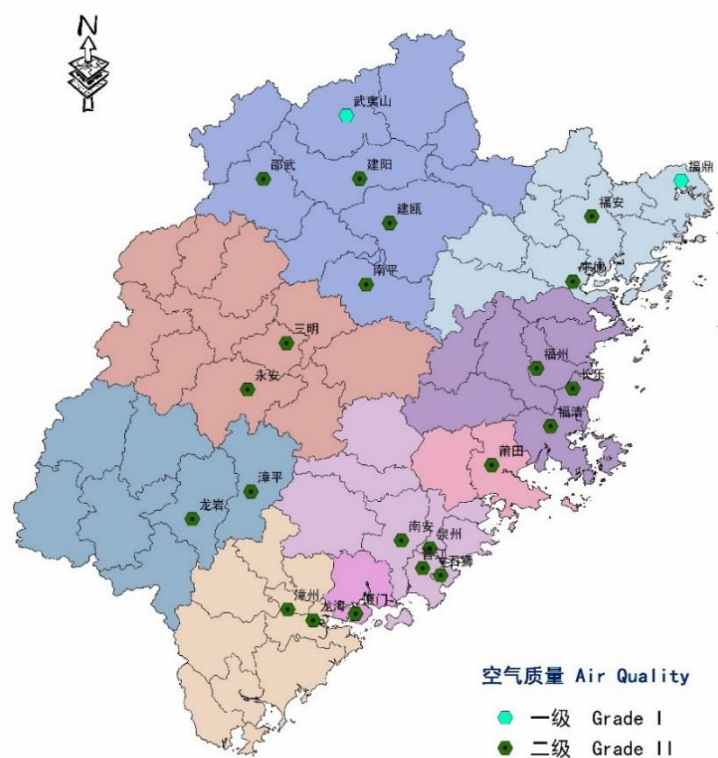 N
武夷山
福鼎
邵武
建阳
福安
建瓯
宁德
南平
三明
福州
永安
长乐
福清
莆田
漳平
龙岩
南安
泉州
晋江
石狮
漳州
龙海
厦门
空气质量 Air Quality
一级 Grade I
二级 Grade II